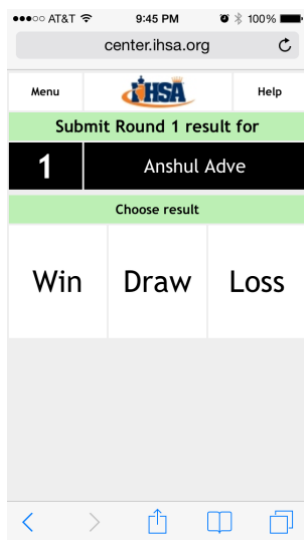 AT&T 9:45 PM 100%
center.ihsa.org
Menu IHSA Help
Submit Round 1 result for
1 Anshul Adve
Choose result
Win Draw Loss